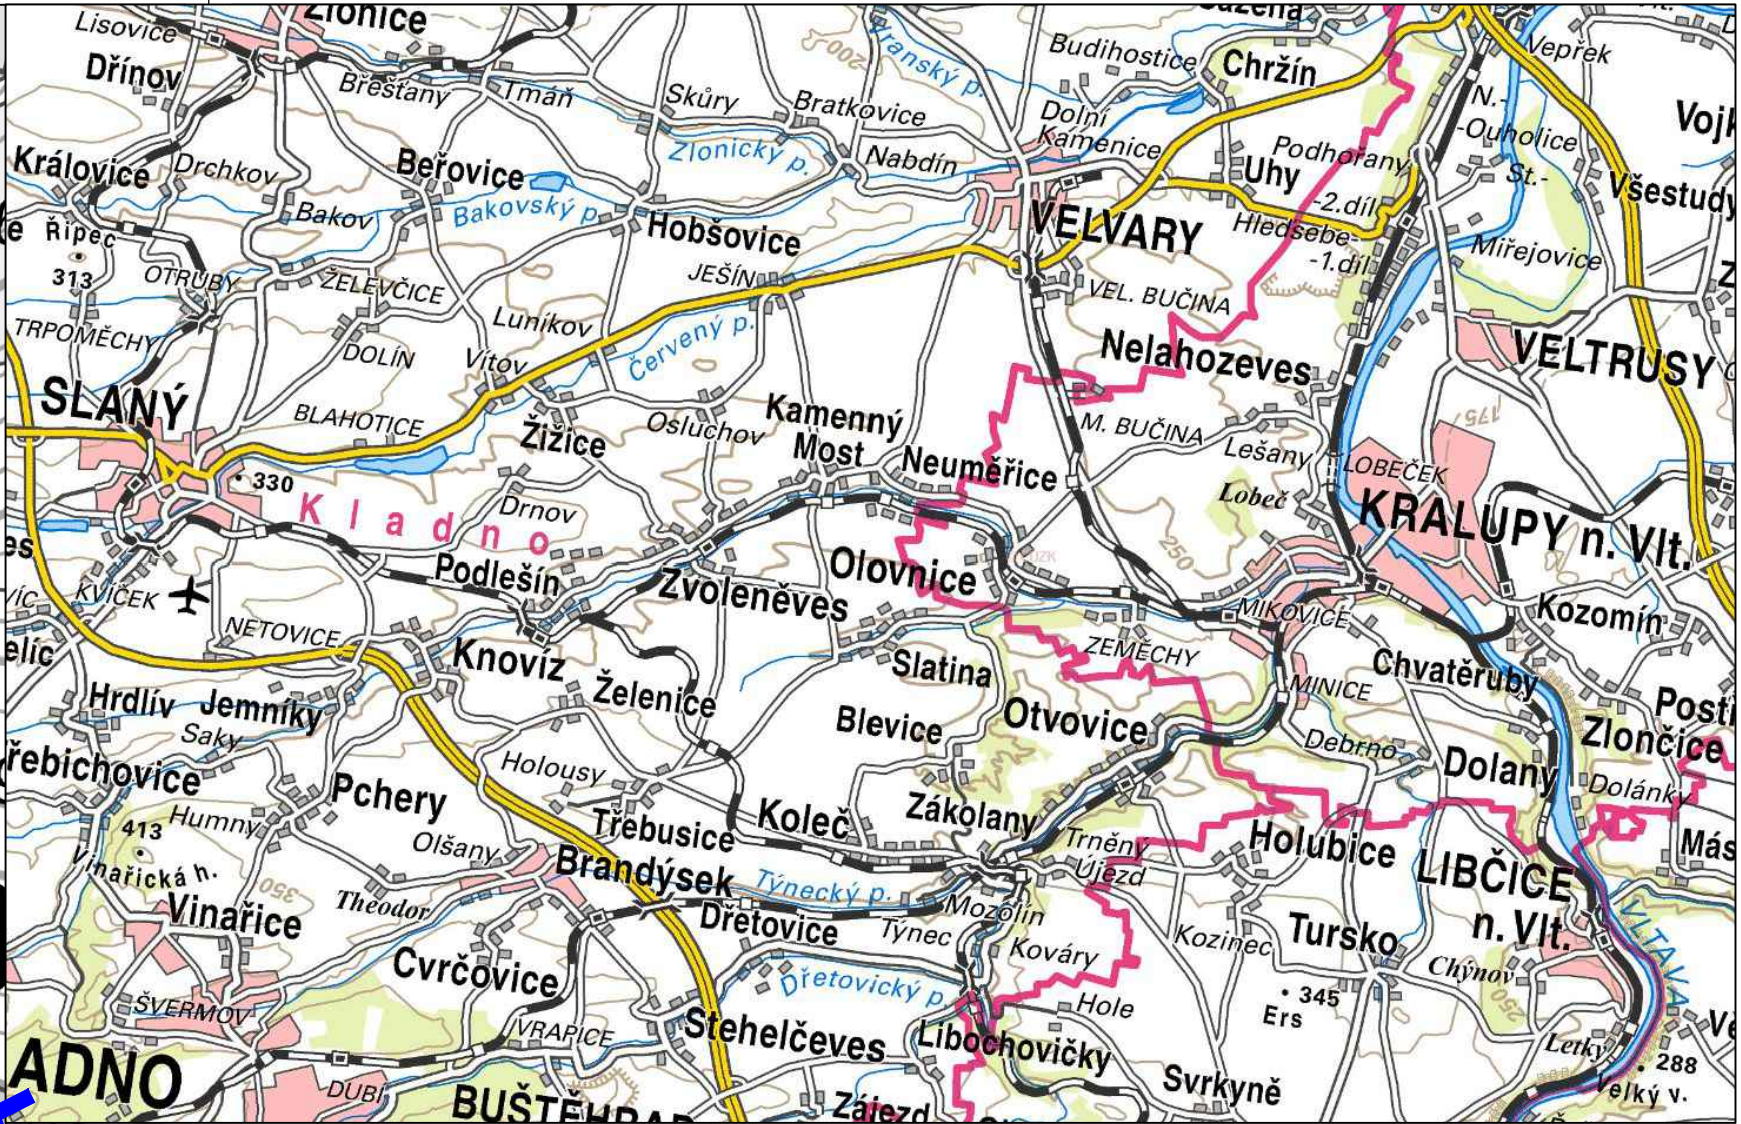 Zlonice
Lisovice
Dřínov
Břešťany
Tmáň
Skůry
Bratkovice
Vranský p.
Budihostice
Chržín
Vepřek
Dolní
Kamenice
N.-
-Ouholice
St.-
Královice
Drchkov
Beřovice
Zlonický p.
Nabdín
Podhořany
Uhy
-2.díl
Hledsebe-
-1.díl
Všestudy
Bakov
Bakovský p.
Hobšovice
VELVARY
Miřejovice
Řipec
313
OTRUBY
ŽELEVČICE
JEŠÍN
VEL. BUČINA
TRPOMĚCHY
DOLÍN
Luníkov
Vítov
Červený p.
Nelahozeves
VELTRUSY
SLANÝ
BLAHOTICE
Žižice
Osluchov
Kamenný
Most
Neuměřice
M. BUČINA
175
Lešany
LOBEČEK
Lobeč
330
Kladno
Drnov
KRALUPY n. Vlt.
Podlešín
Zvoleněves
Olovnice
250
KVÍČEK
NETOVICE
Knovíz
Želenice
Slatina
ZEMĚCHY
MIKOVICE
Kozomín
Chvatěruby
Hrdlív
Jemníky
Saky
Blevice
Otvovice
MINICE
Debrno
Dolany
Zlončice
Dolánky
Holousy
Pchery
Humny
413
Vinařická h.
350
Olšany
Třebusice
Koleč
Zákolany
Trněný
Újezd
Holubice
LIBČICE
n. Vlt.
Brandýsek
Týnecký p.
Theodor
Vinařice
Dřetovice
Týnec
Mozolín
Kozinec
Tursko
Cvrčovice
Kováry
Chýnov
VLTAVA
Dřetovický p.
Hole
345
Ers
250
ŠVERMOV
VRAPICE
Stehelčeves
Libochovičky
Letky
288
Velký v.
DUBÍ
Svrkyně
Zájezd